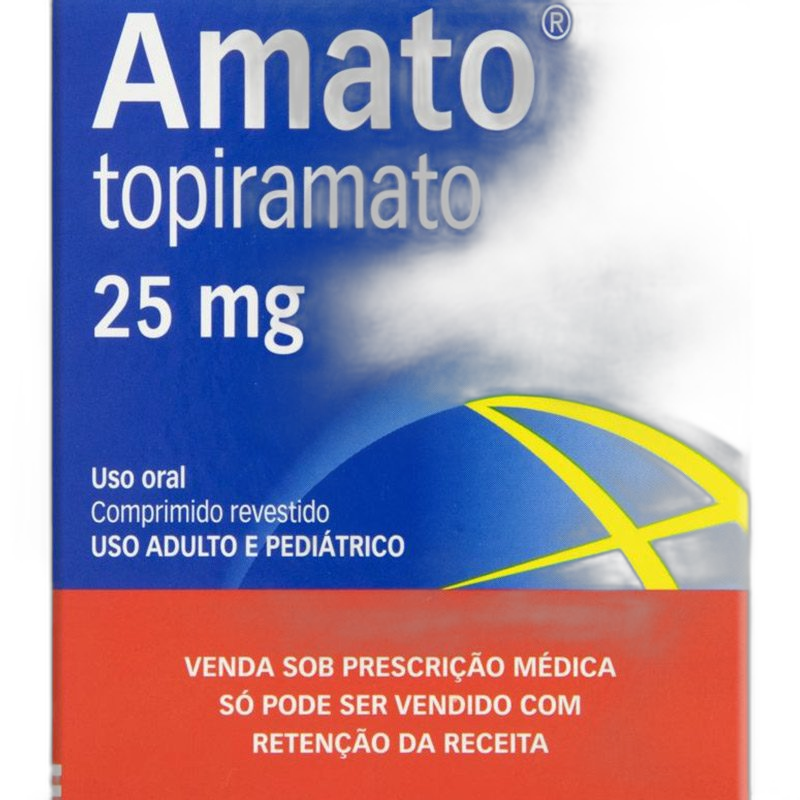 Amato®
topiramato
25 mg
Uso oral
Comprimido revestido
USO ADULTO E PEDIÁTRICO
VENDA SOB PRESCRIÇÃO MÉDICA
SÓ PODE SER VENDIDO COM
RETENÇÃO DA RECEITA